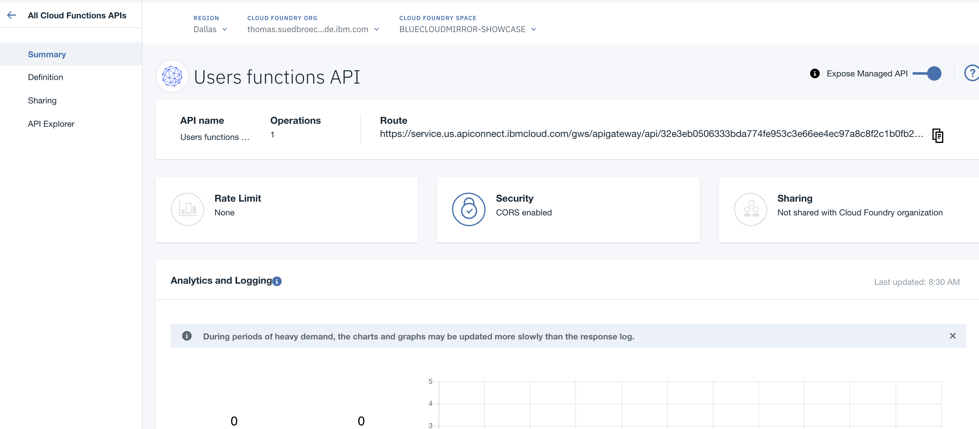 All Cloud Functions APIs
REGION
Dallas
CLOUD FOUNDRY ORG
thomas.suedbroec...de.ibm.com
CLOUD FOUNDRY SPACE
BLUECLOUDMIRROR-SHOWCASE
Summary
Definition
Sharing
API Explorer
Users functions API
Expose Managed API
?
API name
Users functions ...
Operations
1
Route
https://service.us.apiconnect.ibmcloud.com/gws/apigateway/api/32e3eb0506333bda774fe953c3e66ee4ec97a8c8f2c1b0fb2...
Rate Limit
None
Security
CORS enabled
Sharing
Not shared with Cloud Foundry organization
Analytics and Logging
Last updated: 8:30 AM
During periods of heavy demand, the charts and graphs may be updated more slowly than the response log.
5
4
3
0
0